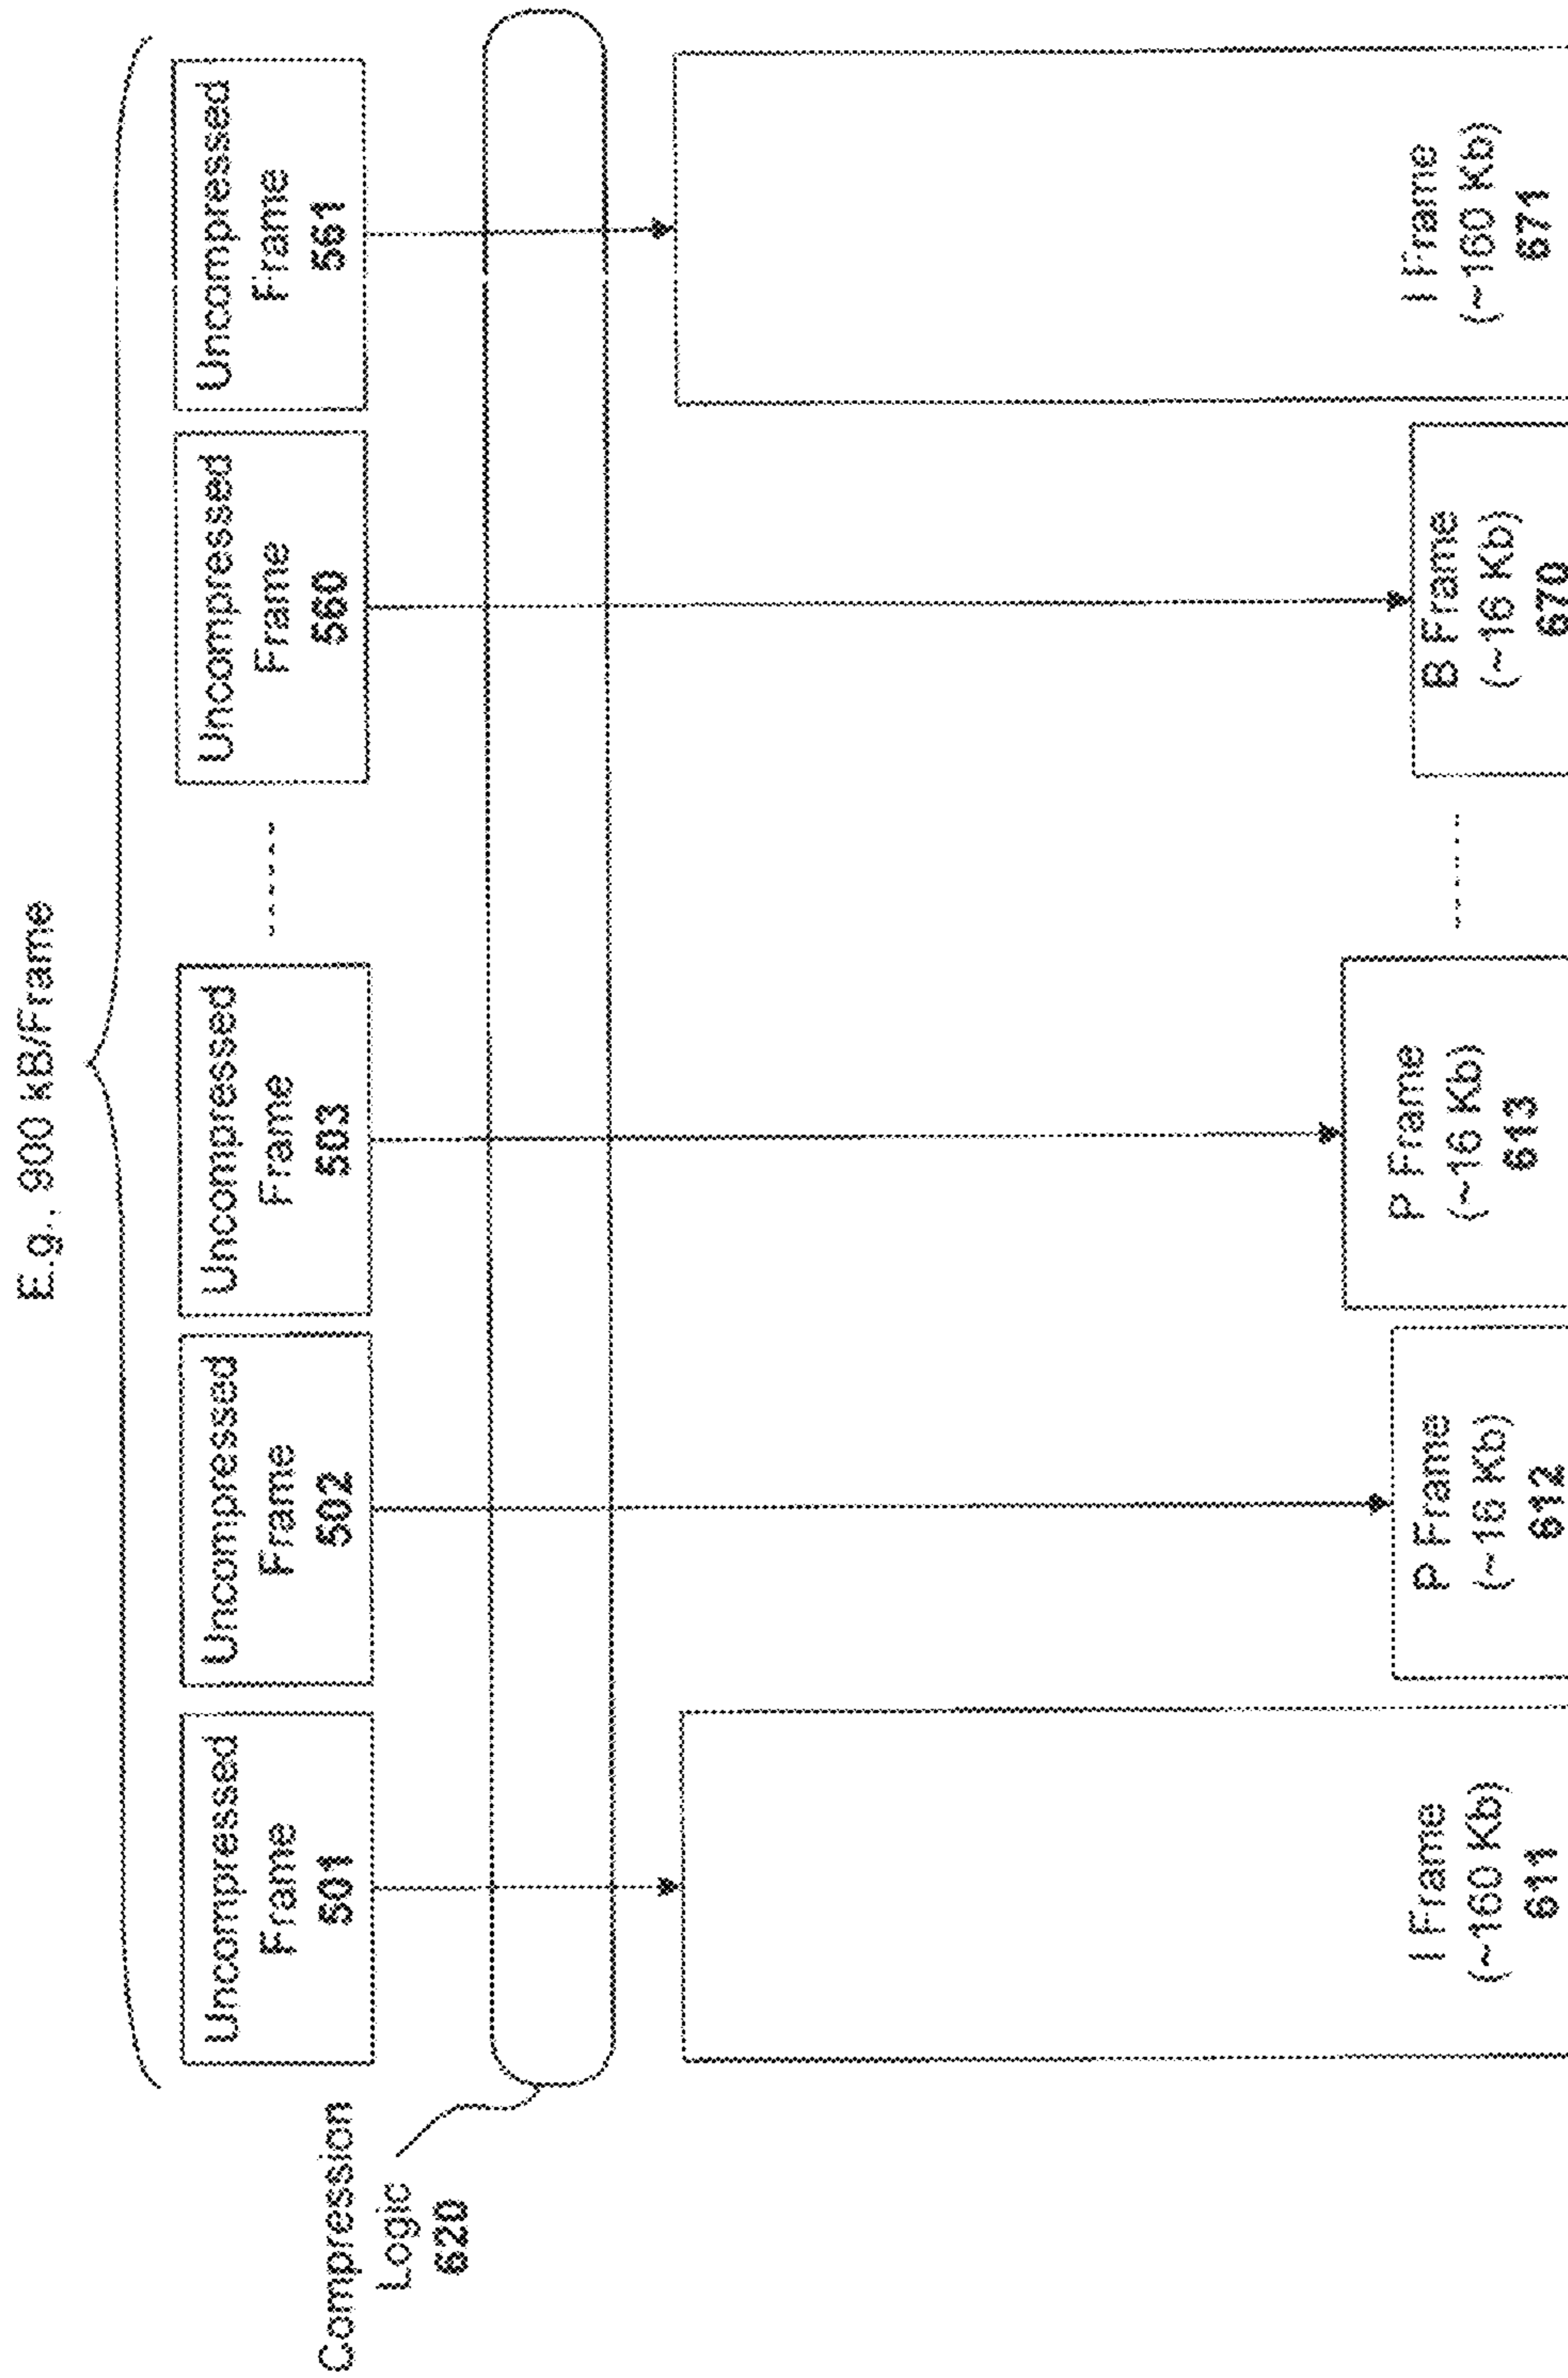 E.g., 900 kB/Frame
Uncompressed
Frame
501
Uncompressed
Frame
502
Uncompressed
Frame
503
Uncompressed
Frame
560
Uncompressed
Frame
561
Compression
Logic
620
I Frame
(~160 Kb)
611
P Frame
(~16 Kb)
612
P Frame
(~16 Kb)
613
B Frame
(~16 Kb)
670
I Frame
(~160 Kb)
671